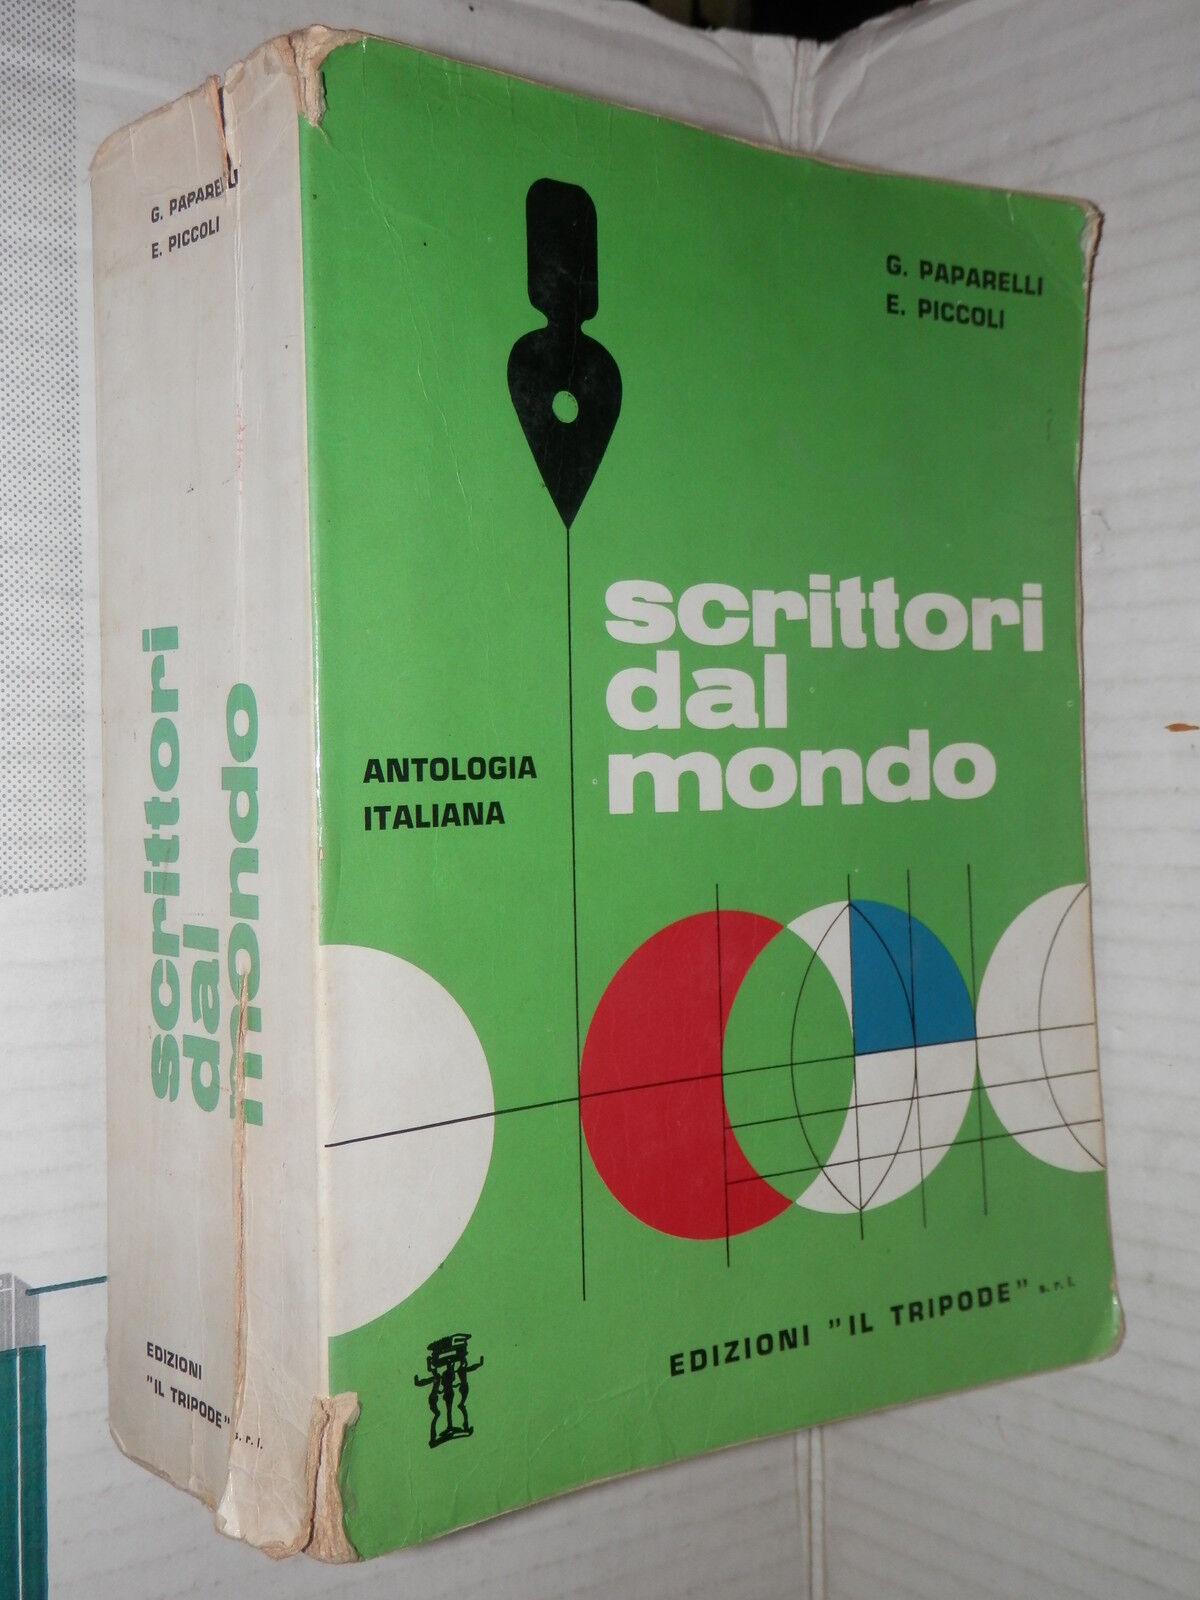 G. PAPARELLI
E. PICCOLI
scrittori
dal
mondo
EDIZIONI
"IL TRIPODE" s. r. l.
G. PAPARELLI
E. PICCOLI
scrittori
dal
mondo
ANTOLOGIA
ITALIANA
EDIZIONI "IL TRIPODE" s. r. l.